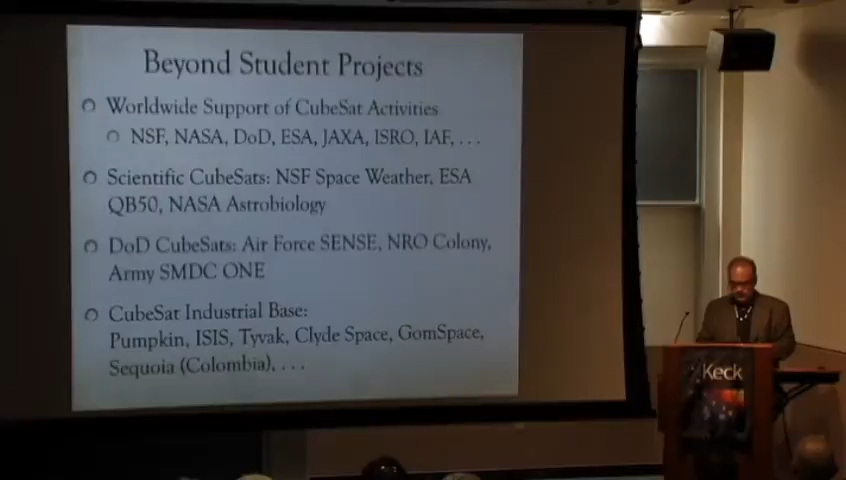 Beyond Student Projects
Worldwide Support of CubeSat Activities
NSF, NASA, DoD, ESA, JAXA, ISRO, IAF, . . .
Scientific CubeSats: NSF Space Weather, ESA
QB50, NASA Astrobiology
DoD CubeSats: Air Force SENSE, NRO Colony,
Army SMDC ONE
CubeSat Industrial Base:
Pumpkin, ISIS, Tyvak, Clyde Space, GomSpace,
Sequoia (Colombia), . . .
Keck